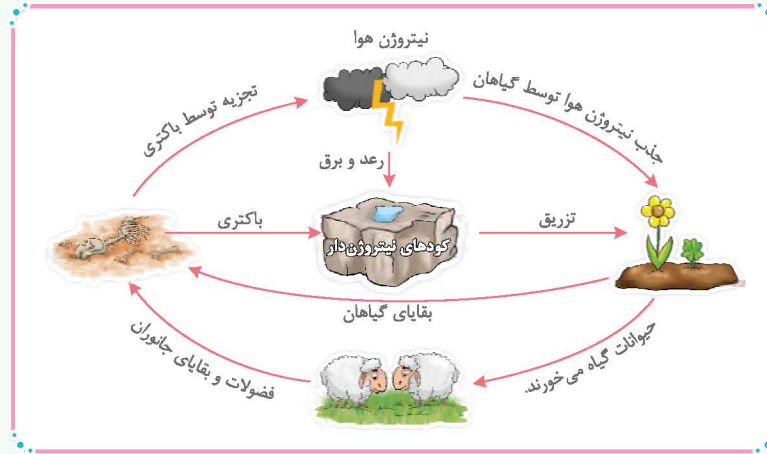 نیتروژن هوا
تجزیه توسط باکتری
جذب نیتروژن هوا توسط گیاهان
رعد و برق
باکتری
کودهای نیتروژن‌دار
تزریق
بقایای گیاهان
فضولات و بقایای جانوران
حیوانات گیاه می‌خورند.